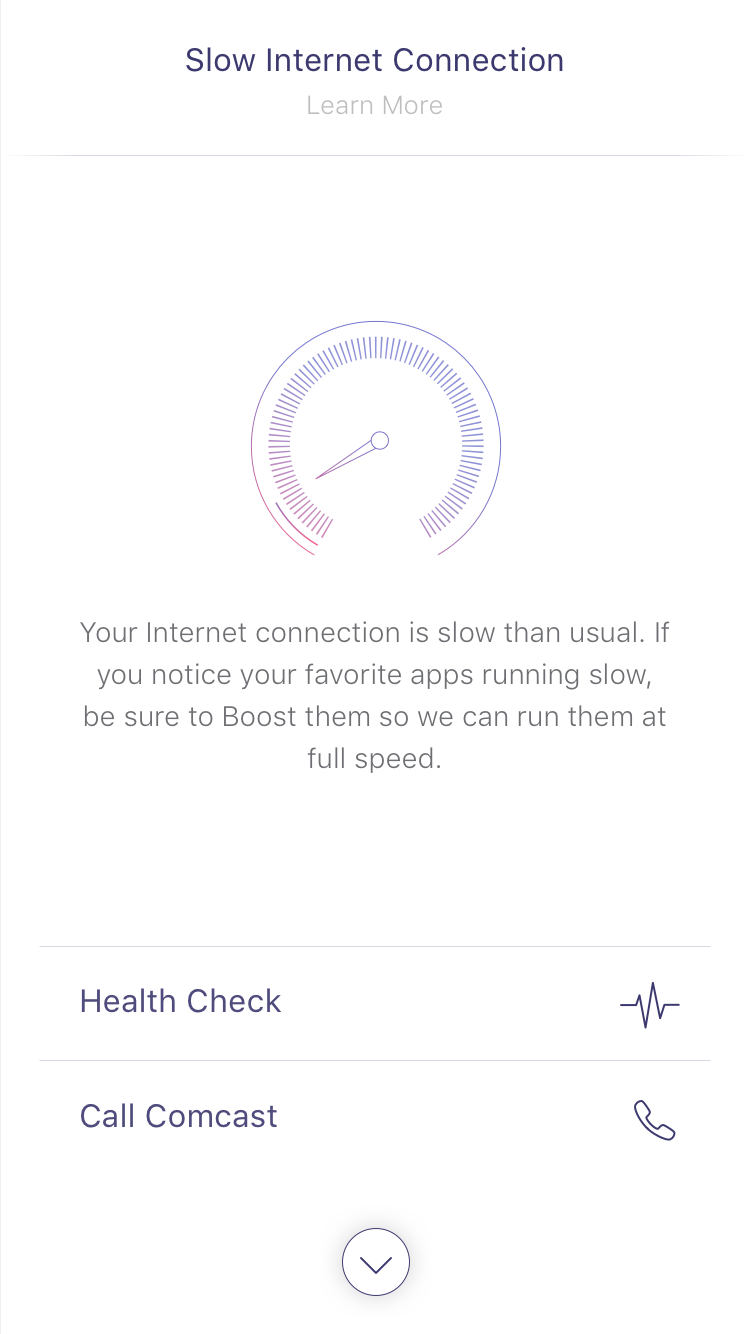 Slow Internet Connection
Learn More
Your Internet connection is slow than usual. If
you notice your favorite apps running slow,
be sure to Boost them so we can run them at
full speed.
Health Check
Call Comcast